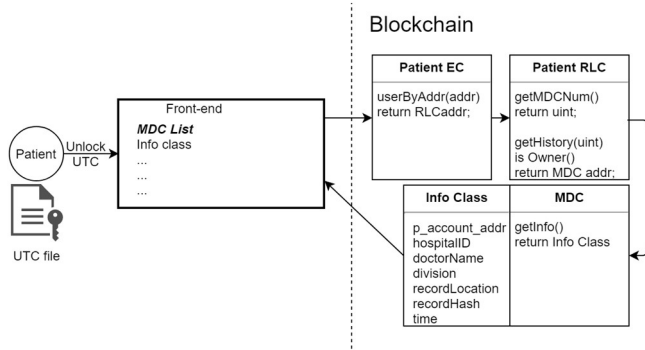 Blockchain
Patient EC
userByAddr(addr)
return RLCaddr;
Patient RLC
getMDCNum()
return uint;
getHistory(uint)
is Owner()
return MDC addr;
Front-end
MDC List
Info class
...
...
...
Patient
Unlock
UTC
UTC file
Info Class
p_account_addr
hospitalID
doctorName
division
recordLocation
recordHash
time
MDC
getInfo()
return Info Class